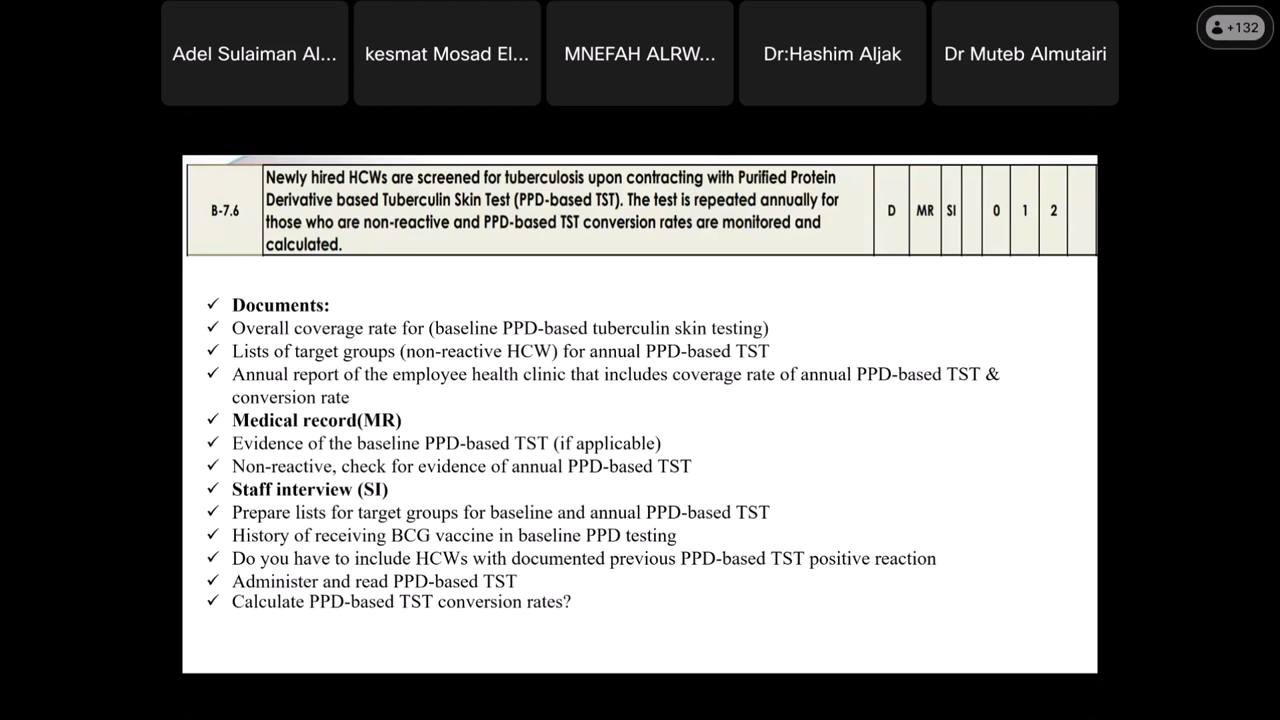 Adel Sulaiman Al...
kesmat Mosad El...
MNEFAH ALRW...
Dr:Hashim Aljak
Dr Muteb Almutairi
+132
B-7.6
Newly hired HCWs are screened for tuberculosis upon contracting with Purified Protein
Derivative based Tuberculin Skin Test (PPD-based TST). The test is repeated annually for
those who are non-reactive and PPD-based TST conversion rates are monitored and
calculated.
D MR SI 0 1 2
✓ Documents:
✓ Overall coverage rate for (baseline PPD-based tuberculin skin testing)
✓ Lists of target groups (non-reactive HCW) for annual PPD-based TST
✓ Annual report of the employee health clinic that includes coverage rate of annual PPD-based TST &
conversion rate
✓ Medical record(MR)
✓ Evidence of the baseline PPD-based TST (if applicable)
✓ Non-reactive, check for evidence of annual PPD-based TST
✓ Staff interview (SI)
✓ Prepare lists for target groups for baseline and annual PPD-based TST
✓ History of receiving BCG vaccine in baseline PPD testing
✓ Do you have to include HCWs with documented previous PPD-based TST positive reaction
✓ Administer and read PPD-based TST
✓ Calculate PPD-based TST conversion rates?